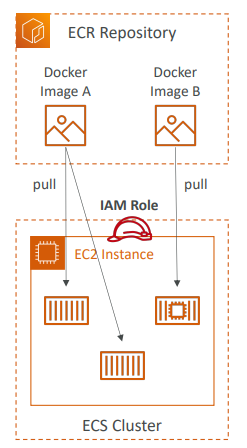 ECR Repository
Docker
Image A
Docker
Image B
pull
pull
IAM Role
EC2 Instance
ECS Cluster